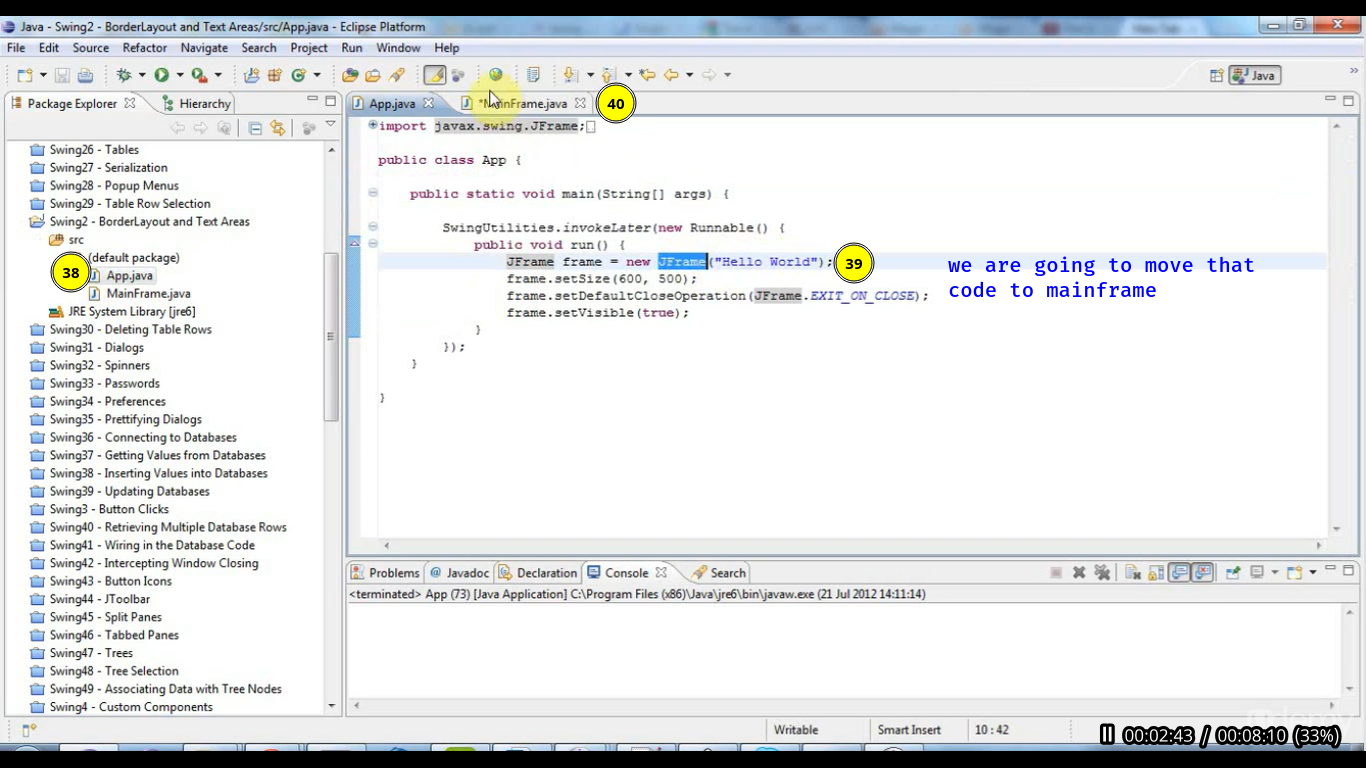 Java - Swing2 - BorderLayout and Text Areas/src/App.java - Eclipse Platform
File Edit Source Refactor Navigate Search Project Run Window Help
Java
Package Explorer Hierarchy
App.java *MainFrame.java 40
Swing26 - Tables
Swing27 - Serialization
Swing28 - Popup Menus
Swing29 - Table Row Selection
Swing2 - BorderLayout and Text Areas
src
(default package)
38 App.java
MainFrame.java
JRE System Library [jre6]
Swing30 - Deleting Table Rows
Swing31 - Dialogs
Swing32 - Spinners
Swing33 - Passwords
Swing34 - Preferences
Swing35 - Prettifying Dialogs
Swing36 - Connecting to Databases
Swing37 - Getting Values from Databases
Swing38 - Inserting Values into Databases
Swing39 - Updating Databases
Swing3 - Button Clicks
Swing40 - Retrieving Multiple Database Rows
Swing41 - Wiring in the Database Code
Swing42 - Intercepting Window Closing
Swing43 - Button Icons
Swing44 - JToolbar
Swing45 - Split Panes
Swing46 - Tabbed Panes
Swing47 - Trees
Swing48 - Tree Selection
Swing49 - Associating Data with Tree Nodes
Swing4 - Custom Components
import javax.swing.JFrame;
public class App {
public static void main(String[] args) {
SwingUtilities.invokeLater(new Runnable() {
public void run() {
JFrame frame = new JFrame("Hello World"); 39
frame.setSize(600, 500);
frame.setDefaultCloseOperation(JFrame.EXIT_ON_CLOSE);
frame.setVisible(true);
}
});
}
}
we are going to move that
code to mainframe
Problems @ Javadoc Declaration Console Search
<terminated> App (73) [Java Application] C:\Program Files (x86)\Java\jre6\bin\javaw.exe (21 Jul 2012 14:11:14)
Writable Smart Insert 10 : 42
00:02:43 / 00:08:10 (33%)